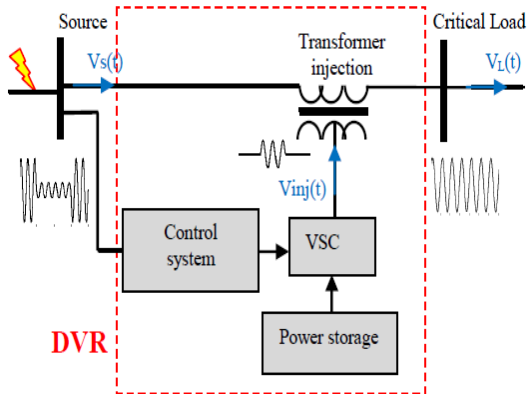 Source
Transformer
injection
Critical Load
Vs(t)
VL(t)
Vinj(t)
Control
system
VSC
Power storage
DVR